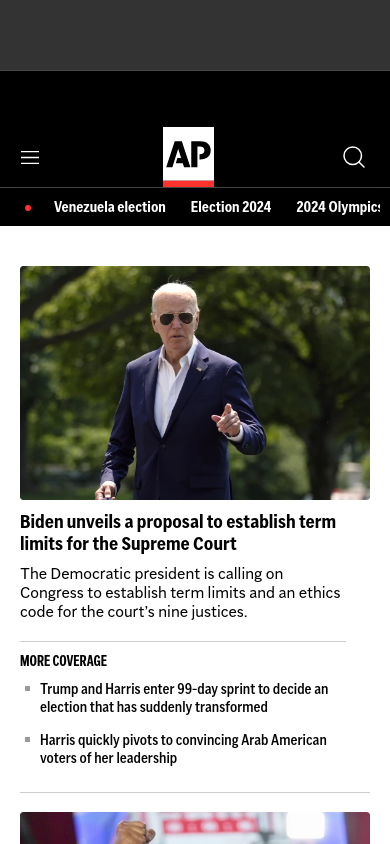 AP
Venezuela election
Election 2024
2024 Olympics
Biden unveils a proposal to establish term
limits for the Supreme Court
The Democratic president is calling on
Congress to establish term limits and an ethics
code for the court’s nine justices.
MORE COVERAGE
Trump and Harris enter 99-day sprint to decide an
election that has suddenly transformed
Harris quickly pivots to convincing Arab American
voters of her leadership